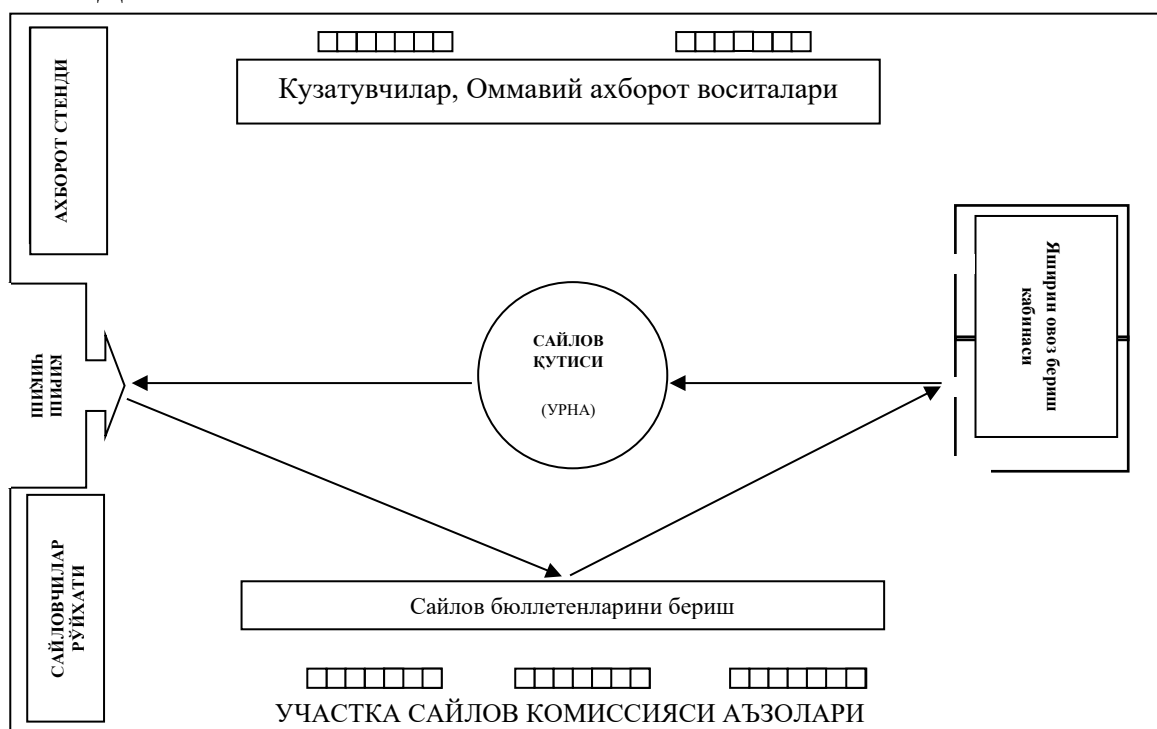 АХБОРОТ СТЕНДИ
Кузатувчилар, Оммавий ахборот воситалари
Яширин овоз бериш
кабинаси
САЙЛОВ
ҚУТИСИ
(УРНА)
КИРИШ
ЧИҚИШ
САЙЛОВЧИЛАР
РЎЙХАТИ
Сайлов бюллетенларини бериш
УЧАСТКА САЙЛОВ КОМИССИЯСИ АЪЗОЛАРИ